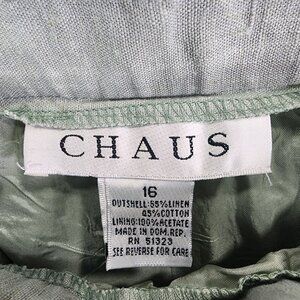 CHAUS
16
OUTSHELL:55%LINEN
45%COTTON
LINING:100%ACETATE
MADE IN DOM.REP.
RN 51323
SEE REVERSE FOR CARE